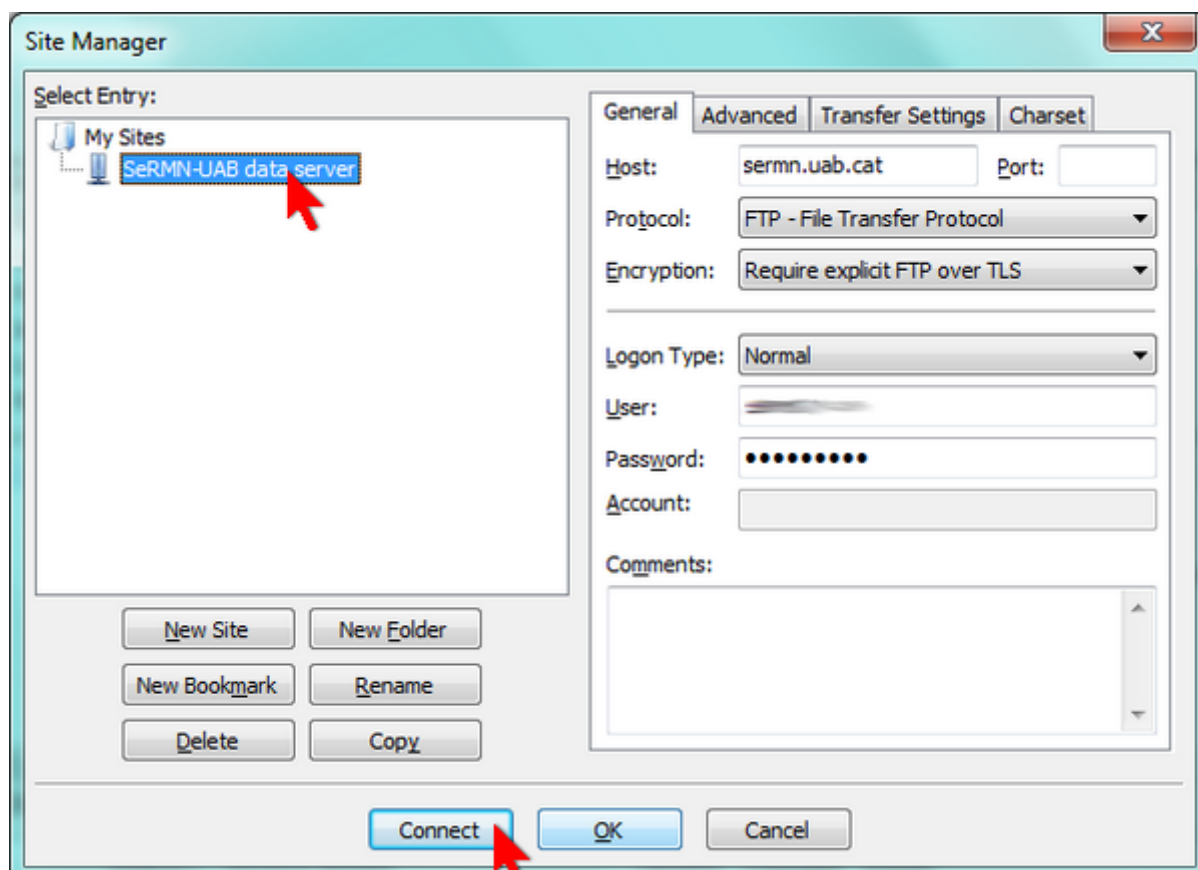 Site Manager
Select Entry:
My Sites
SeRMN-UAB data server
New Site
New Folder
New Bookmark
Rename
Delete
Copy
General
Advanced
Transfer Settings
Charset
Host:
sermn.uab.cat
Port:
Protocol:
FTP - File Transfer Protocol
Encryption:
Require explicit FTP over TLS
Logon Type:
Normal
User:
Password:
●●●●●●●●●
Account:
Comments:
Connect
OK
Cancel